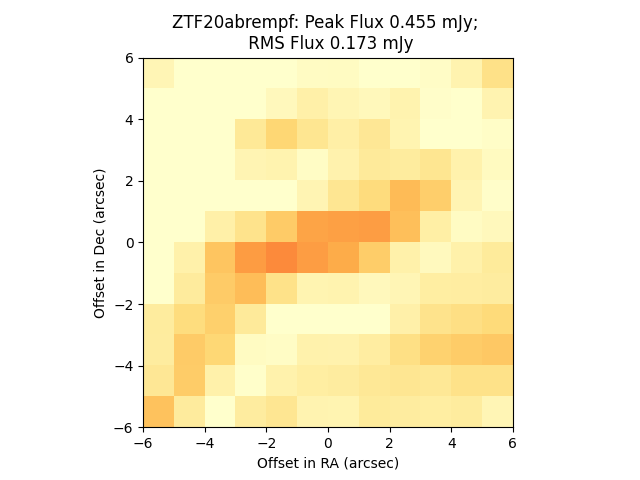 ZTF20abrempf: Peak Flux 0.455 mJy;
RMS Flux 0.173 mJy
6
4
2
0
−2
−4
−6
Offset in Dec (arcsec)
−6 −4 −2 0 2 4 6
Offset in RA (arcsec)